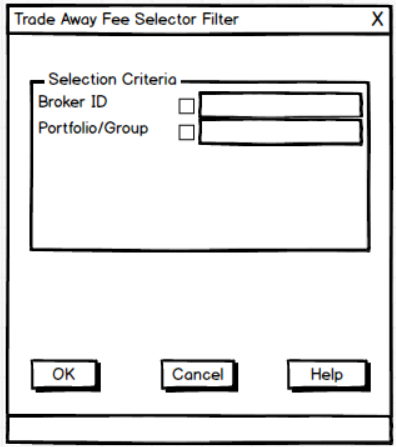 Trade Away Fee Selector Filter X
Selection Criteria
Broker ID
Portfolio/Group
OK Cancel Help